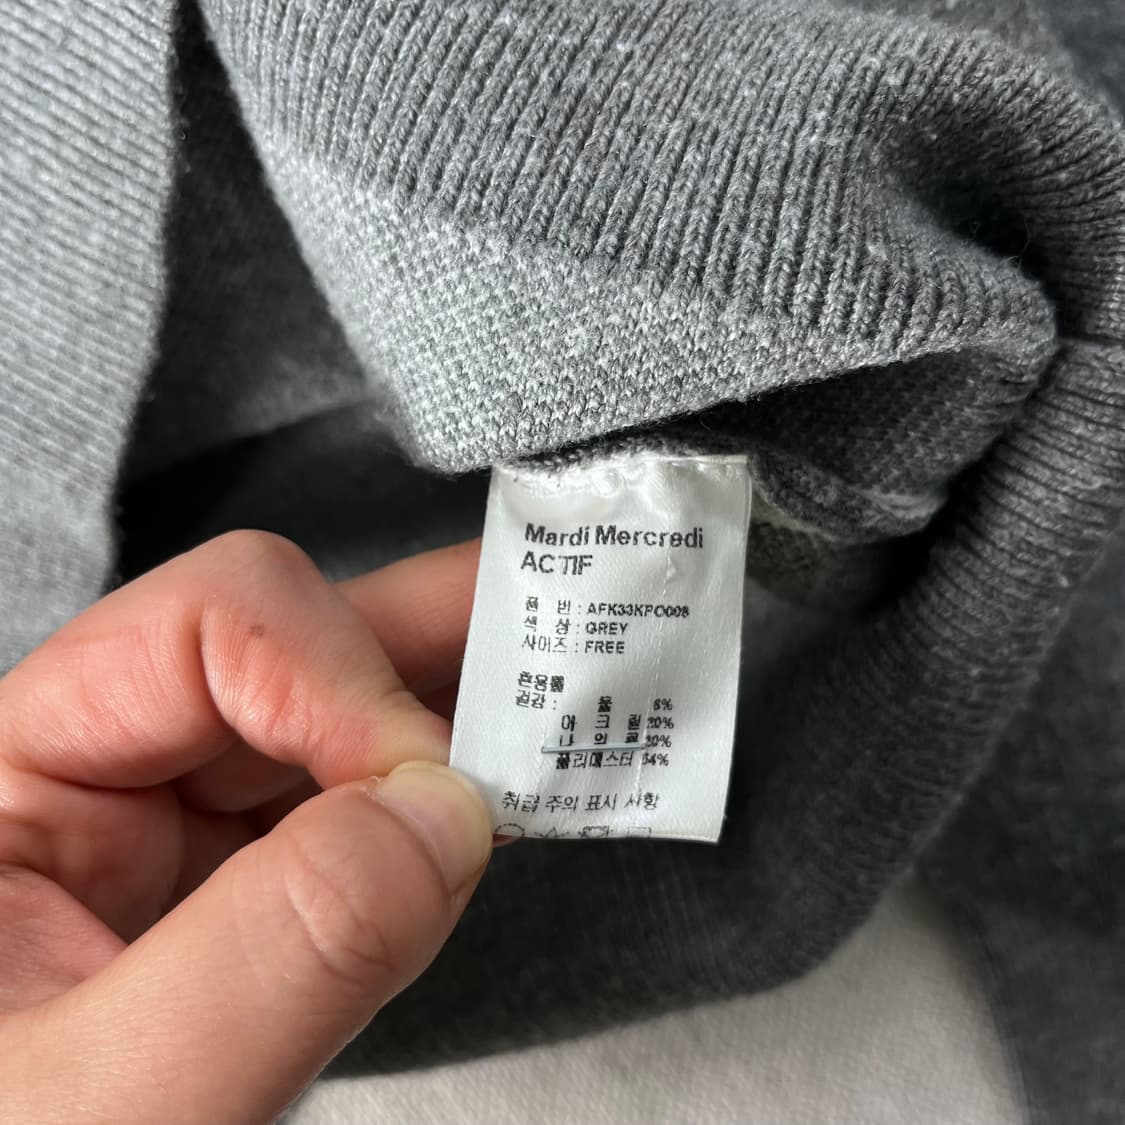 Mardi Mercredi
ACTIF
품 번 : AFK33KPO008
색 상 : GREY
사이즈 : FREE
혼용률
겉감 : 울 6%
아 크 릴 20%
나 일 론 20%
폴리에스터 54%
취급 주의 표시 사항